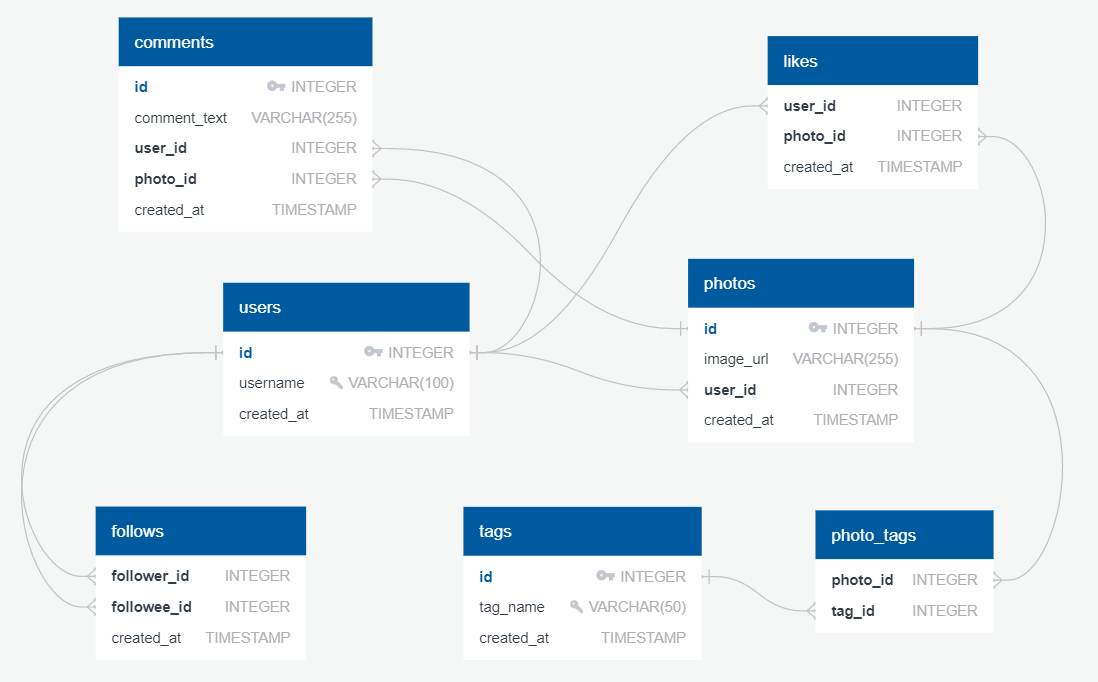 comments
id INTEGER
comment_text VARCHAR(255)
user_id INTEGER
photo_id INTEGER
created_at TIMESTAMP
likes
user_id INTEGER
photo_id INTEGER
created_at TIMESTAMP
users
id INTEGER
username VARCHAR(100)
created_at TIMESTAMP
photos
id INTEGER
image_url VARCHAR(255)
user_id INTEGER
created_at TIMESTAMP
follows
follower_id INTEGER
followee_id INTEGER
created_at TIMESTAMP
tags
id INTEGER
tag_name VARCHAR(50)
created_at TIMESTAMP
photo_tags
photo_id INTEGER
tag_id INTEGER